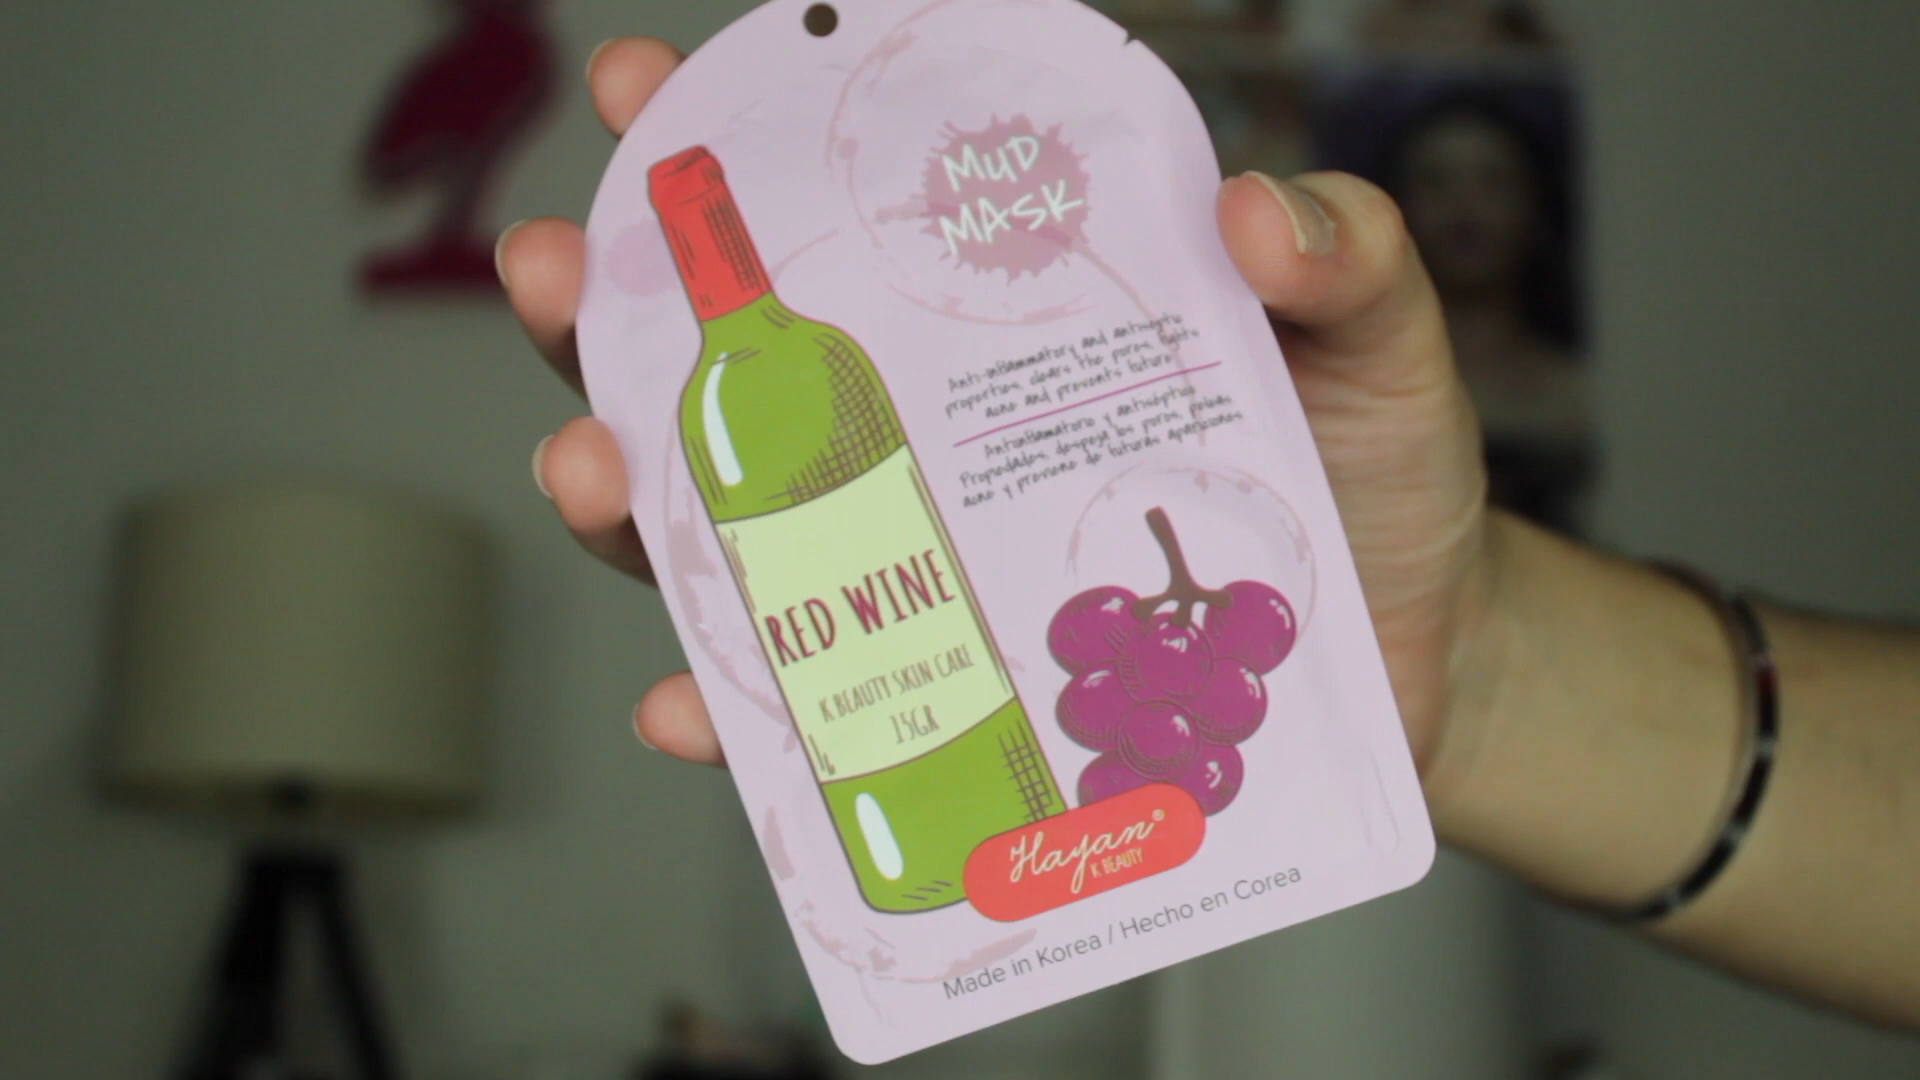 MUD
MASK
Anti-inflammatory and antiseptic
properties, clears the pores, fights
acne and prevents future
Antiinflamatorio y antiséptico
Propiedades, despeja los poros, peleas
acne y previene de futuras apariciones
RED WINE
K BEAUTY SKIN CARE
15GR
Hayan®
K BEAUTY
Made in Korea / Hecho en Corea